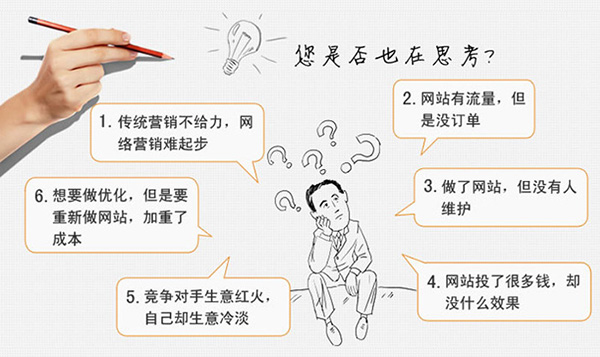 您是否也在思考?
1. 传统营销不给力，网
络营销难起步
2. 网站有流量，但
是没订单
3. 做了网站，但没有人
维护
4. 网站投了很多钱，却
没什么效果
5. 竞争对手生意红火，
自己却生意冷淡
6. 想要做优化，但是要
重新做网站，加重了
成本